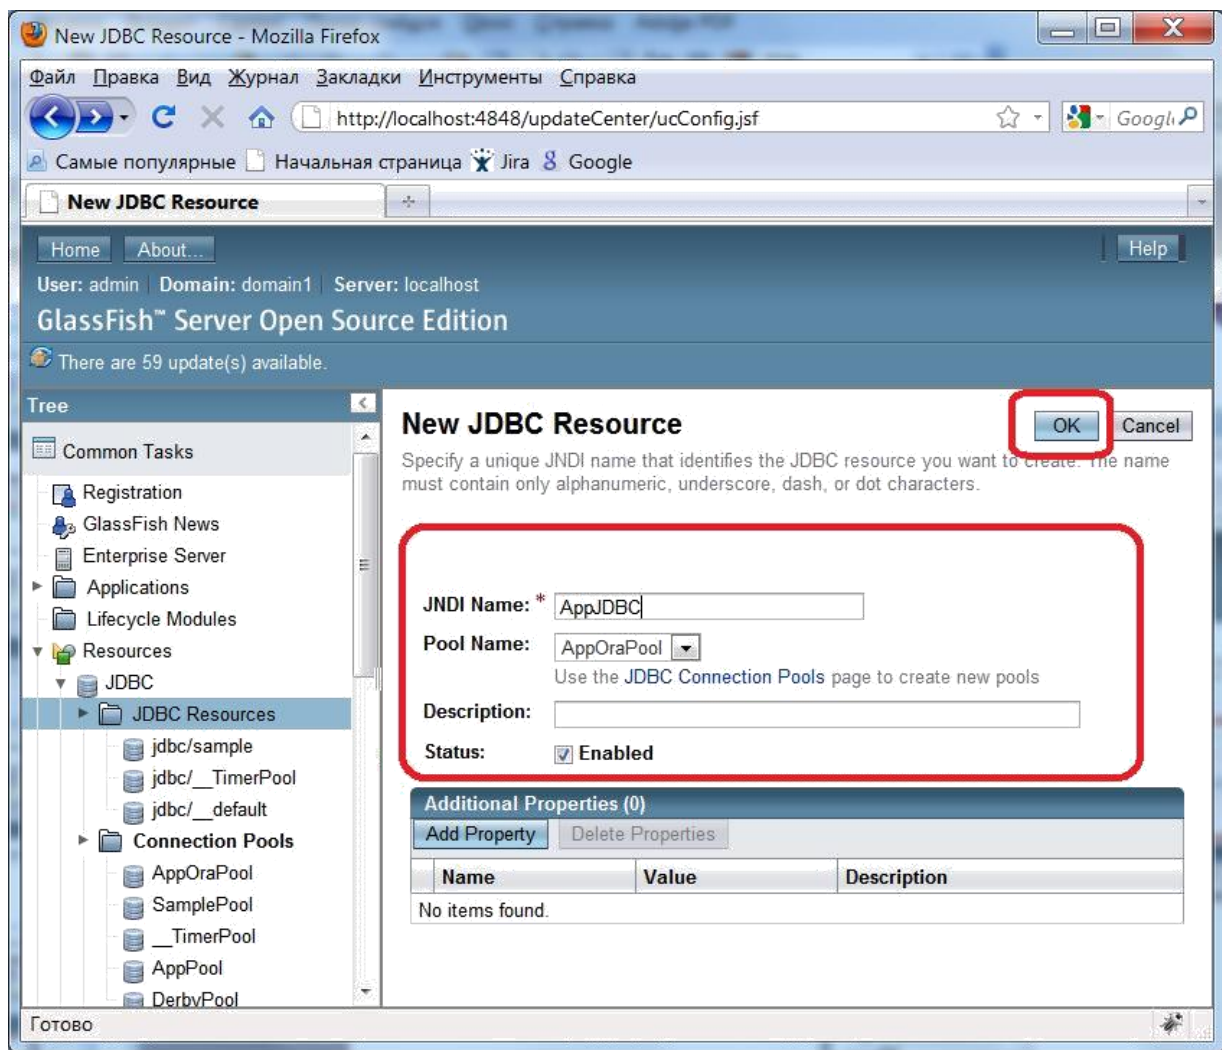 New JDBC Resource - Mozilla Firefox
Файл Правка Вид Журнал Закладки Инструменты Справка
http://localhost:4848/updateCenter/ucConfig.jsf
Самые популярные Начальная страница Jira Google
New JDBC Resource
Home About... Help
User: admin Domain: domain1 Server: localhost
GlassFish™ Server Open Source Edition
There are 59 update(s) available.
Tree
Common Tasks
Registration
GlassFish News
Enterprise Server
Applications
Lifecycle Modules
Resources
JDBC
JDBC Resources
jdbc/sample
jdbc/__TimerPool
jdbc/__default
Connection Pools
AppOraPool
SamplePool
__TimerPool
AppPool
DerbyPool
New JDBC Resource
OK Cancel
Specify a unique JNDI name that identifies the JDBC resource you want to create. The name
must contain only alphanumeric, underscore, dash, or dot characters.
JNDI Name: * AppJDBC
Pool Name: AppOraPool
Use the JDBC Connection Pools page to create new pools
Description:
Status: Enabled
Additional Properties (0)
Add Property Delete Properties
Name Value Description
No items found.
Готово